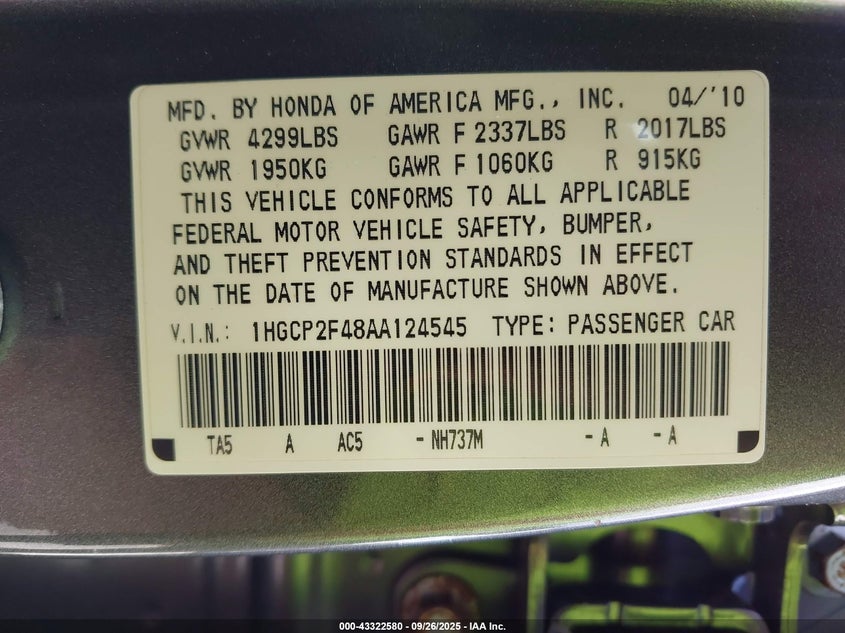 MFD. BY HONDA OF AMERICA MFG., INC. 04/'10
GVWR 4299LBS GAWR F 2337LBS R 2017LBS
GVWR 1950KG GAWR F 1060KG R 915KG
THIS VEHICLE CONFORMS TO ALL APPLICABLE
FEDERAL MOTOR VEHICLE SAFETY, BUMPER,
AND THEFT PREVENTION STANDARDS IN EFFECT
ON THE DATE OF MANUFACTURE SHOWN ABOVE.
V.I.N.: 1HGCP2F48AA124545 TYPE: PASSENGER CAR
TA5 A AC5 - NH737M - A - A
000-43322580 - 09/26/2025 - IAA Inc.